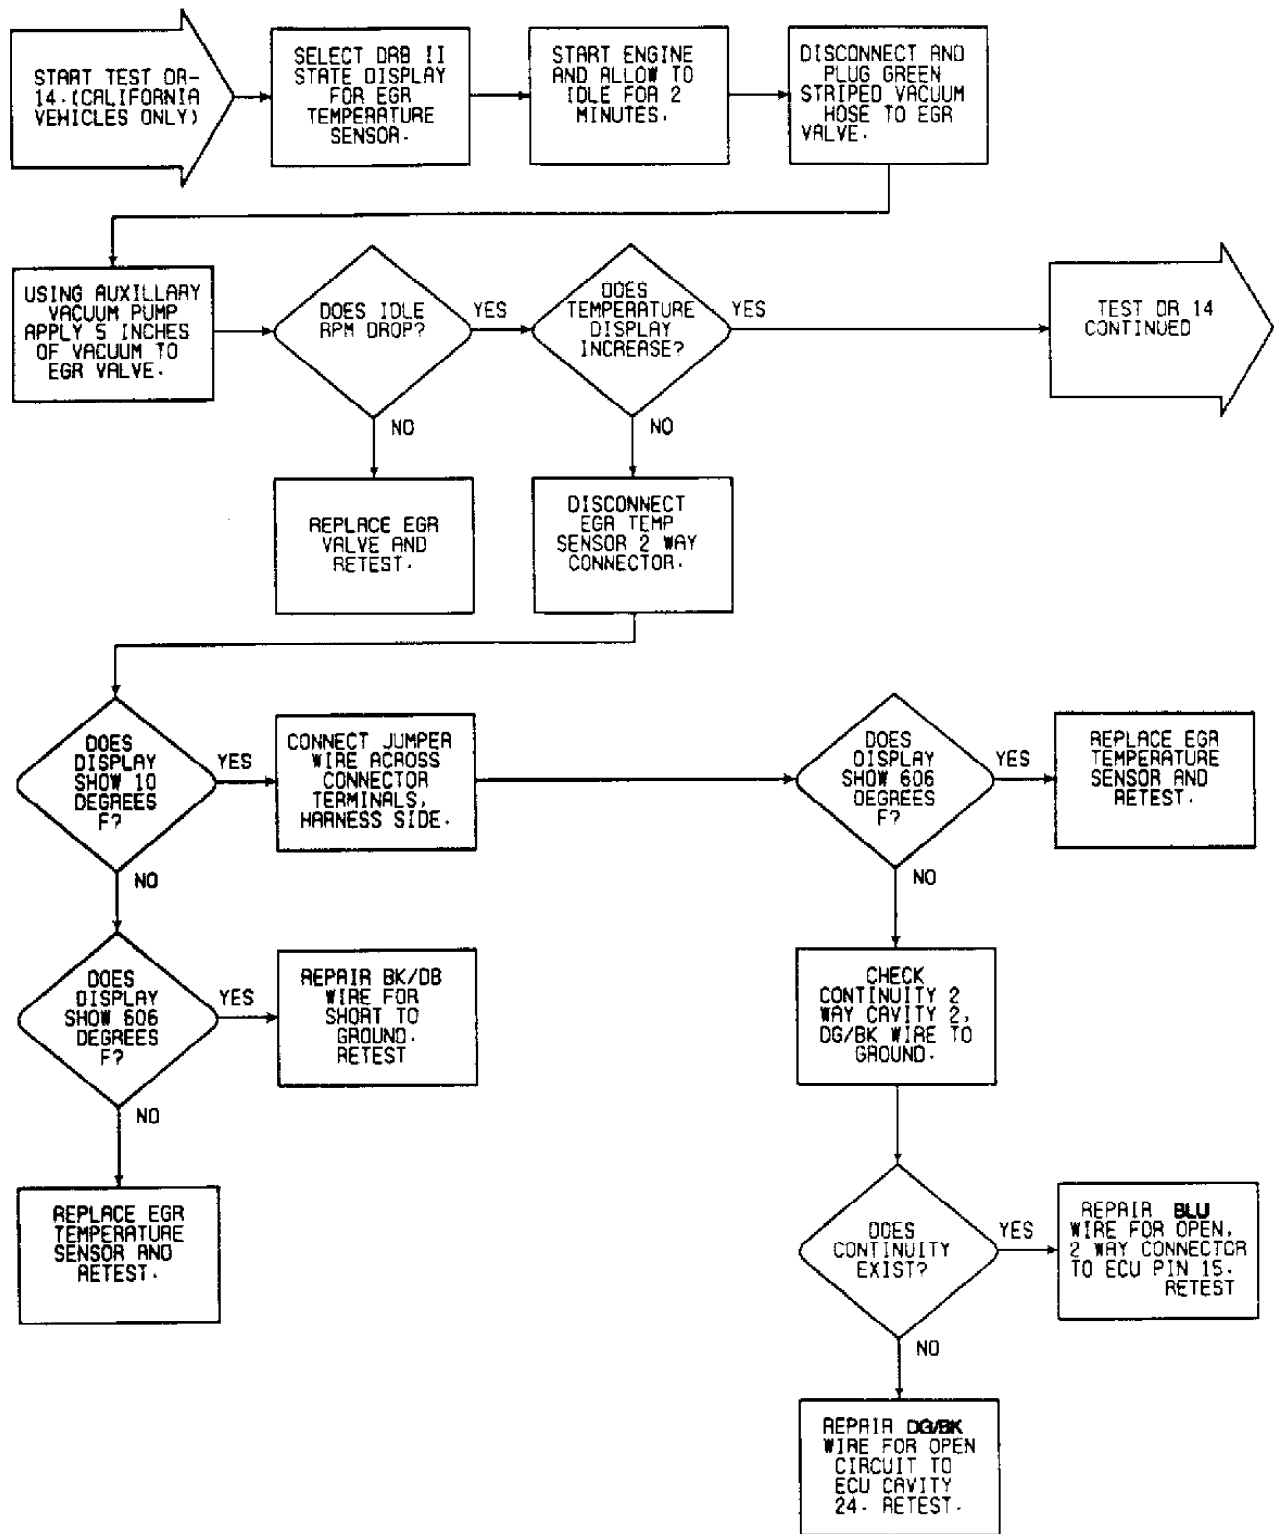 START TEST DR-
14.(CALIFORNIA
VEHICLES ONLY)
SELECT DRB II
STATE DISPLAY
FOR EGR
TEMPERATURE
SENSOR.
START ENGINE
AND ALLOW TO
IDLE FOR 2
MINUTES.
DISCONNECT AND
PLUG GREEN
STRIPED VACUUM
HOSE TO EGR
VALVE.
USING AUXILLARY
VACUUM PUMP
APPLY 5 INCHES
OF VACUUM TO
EGR VALVE.
DOES IDLE
RPM DROP?
YES
NO
DOES
TEMPERATURE
DISPLAY
INCREASE?
YES
NO
TEST DR 14
CONTINUED
REPLACE EGR
VALVE AND
RETEST.
DISCONNECT
EGR TEMP
SENSOR 2 WAY
CONNECTOR.
DOES
DISPLAY
SHOW 10
DEGREES
F?
YES
NO
CONNECT JUMPER
WIRE ACROSS
CONNECTOR
TERMINALS,
HARNESS SIDE.
DOES
DISPLAY
SHOW 606
DEGREES
F?
YES
NO
REPLACE EGR
TEMPERATURE
SENSOR AND
RETEST.
DOES
DISPLAY
SHOW 606
DEGREES
F?
YES
NO
REPAIR BK/DB
WIRE FOR
SHORT TO
GROUND.
RETEST
CHECK
CONTINUITY 2
WAY CAVITY 2,
DG/BK WIRE TO
GROUND.
REPLACE EGR
TEMPERATURE
SENSOR AND
RETEST.
DOES
CONTINUITY
EXIST?
YES
NO
REPAIR BLU
WIRE FOR OPEN,
2 WAY CONNECTOR
TO ECU PIN 15.
RETEST
REPAIR DG/BK
WIRE FOR OPEN
CIRCUIT TO
ECU CAVITY
24. RETEST.